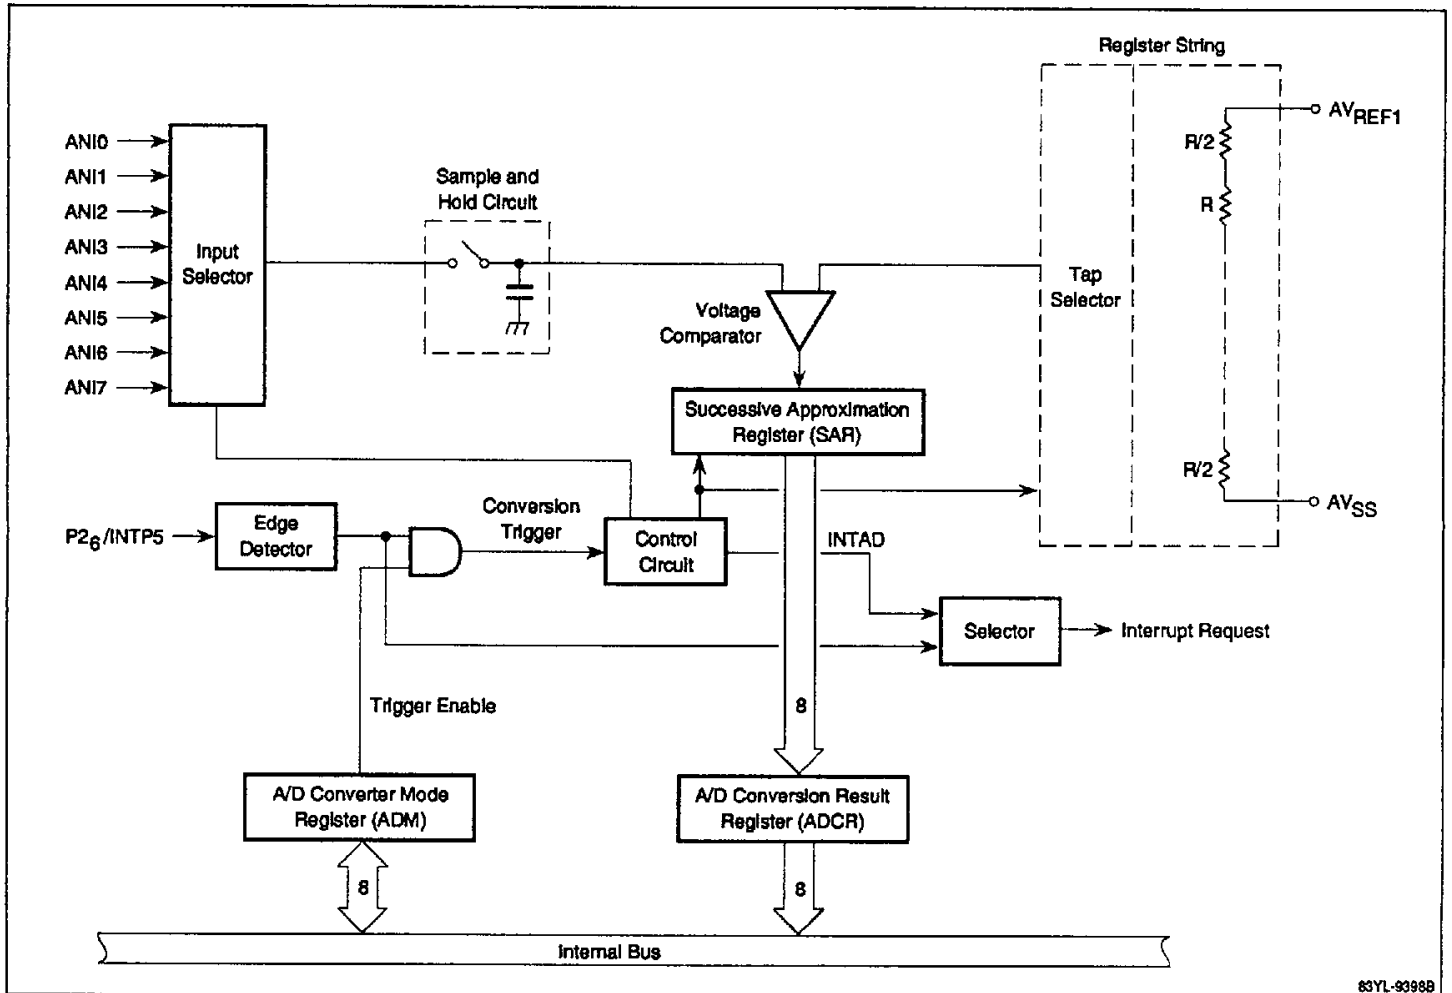 Register String
AVREF1
R/2
R
R/2
AVSS
Tap
Selector
ANI0
ANI1
ANI2
ANI3
ANI4
ANI5
ANI6
ANI7
Input
Selector
Sample and
Hold Circuit
Voltage
Comparator
Successive Approximation
Register (SAR)
P26/INTP5
Edge
Detector
Conversion
Trigger
Control
Circuit
INTAD
Selector
Interrupt Request
Trigger Enable
8
A/D Converter Mode
Register (ADM)
A/D Conversion Result
Register (ADCR)
8
8
Internal Bus
83YL-9398B